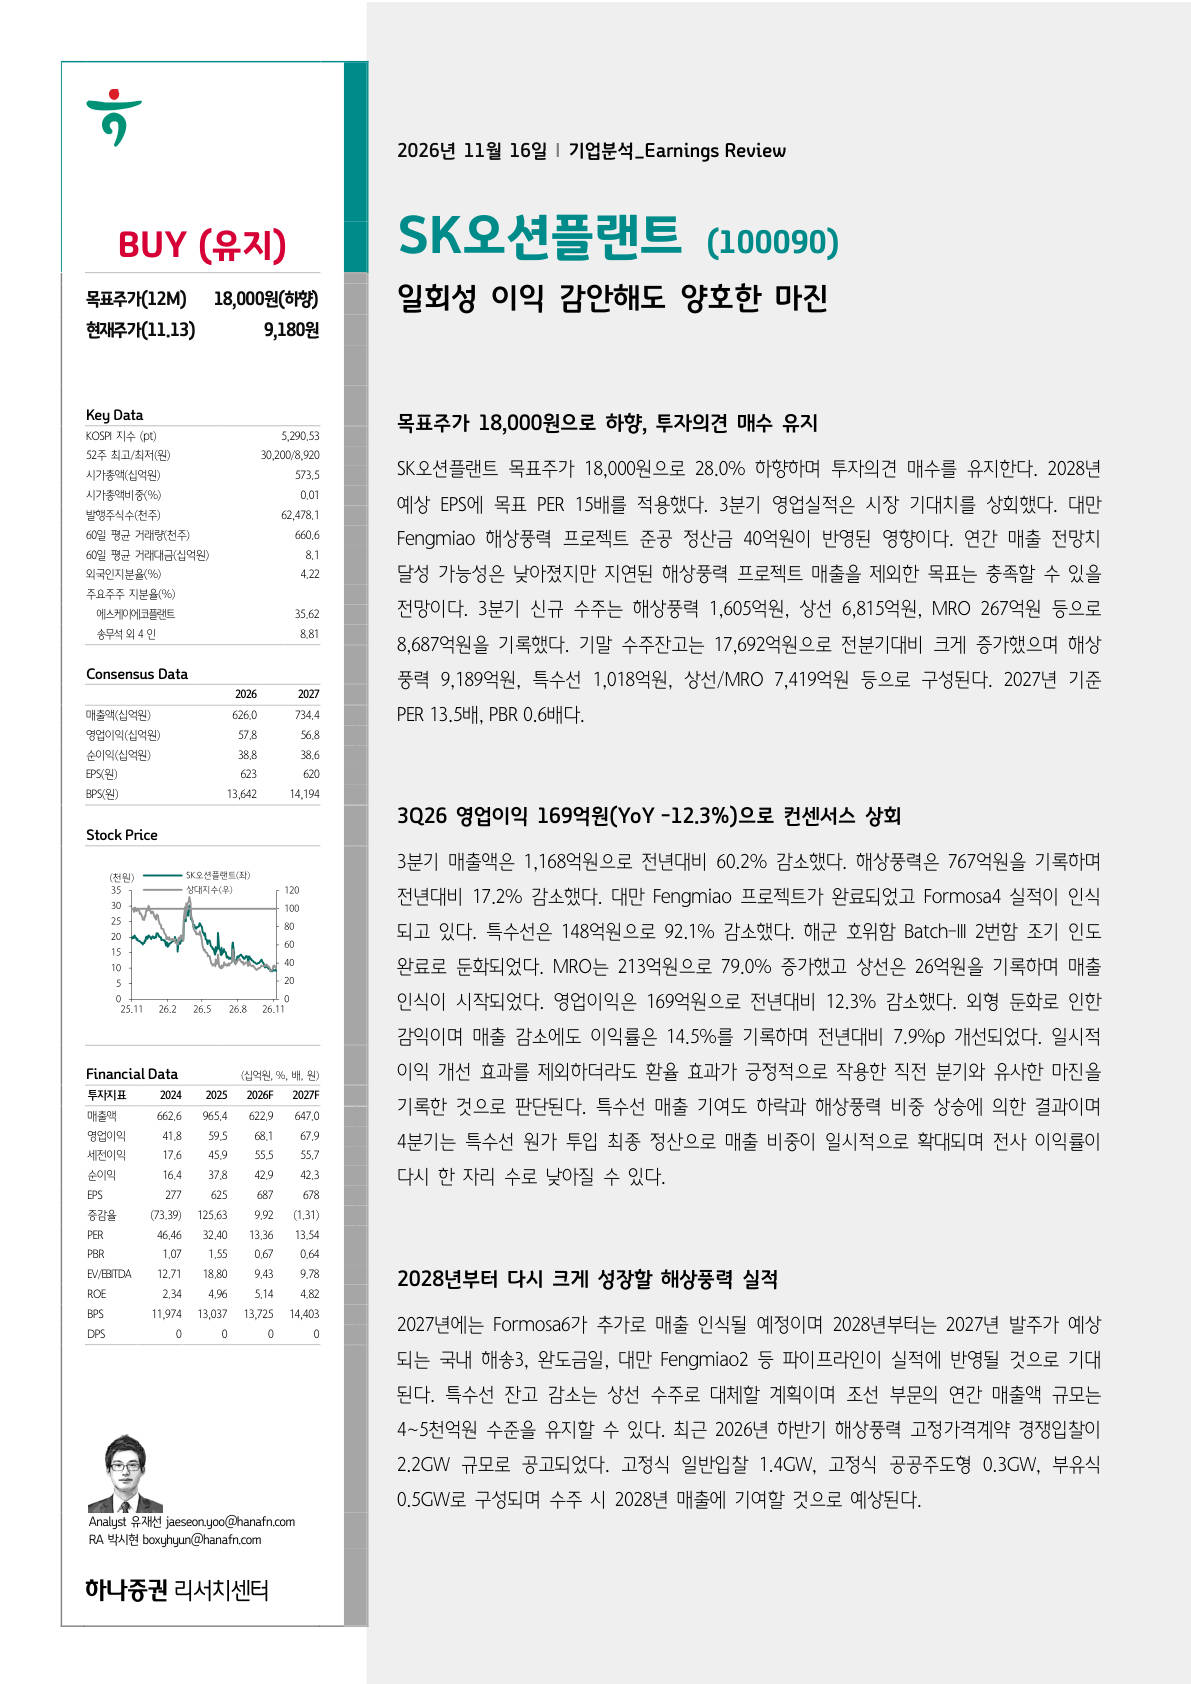 BUY (유지)
목표주가(12M) 18,000원(하향)
현재주가(11.13) 9,180원
Key Data
KOSPI 지수 (pt) 5,290.53
52주 최고/최저(원) 30,200/8,920
시가총액(십억원) 573.5
시가총액비중(%) 0.01
발행주식수(천주) 62,478.1
60일 평균 거래량(천주) 660.6
60일 평균 거래대금(십억원) 8.1
외국인지분율(%) 4.22
주요주주 지분율(%)
에스케이에코플랜트 35.62
송무석 외 4 인 8.81
Consensus Data
2026 2027
매출액(십억원) 626.0 734.4
영업이익(십억원) 57.8 56.8
순이익(십억원) 38.8 38.6
EPS(원) 623 620
BPS(원) 13,642 14,194
Stock Price
(천원)
SK오션플랜트(좌)
상대지수(우)
35 120
30 100
25 80
20 60
15 40
10 20
5 0
0
25.11 26.2 26.5 26.8 26.11
Financial Data (십억원, %, 배, 원)
투자지표 2024 2025 2026F 2027F
매출액 662.6 965.4 622.9 647.0
영업이익 41.8 59.5 68.1 67.9
세전이익 17.6 45.9 55.5 55.7
순이익 16.4 37.8 42.9 42.3
EPS 277 625 687 678
증감율 (73.39) 125.63 9.92 (1.31)
PER 46.46 32.40 13.36 13.54
PBR 1.07 1.55 0.67 0.64
EV/EBITDA 12.71 18.80 9.43 9.78
ROE 2.34 4.96 5.14 4.82
BPS 11,974 13,037 13,725 14,403
DPS 0 0 0 0
Analyst 유재선 jaeseon.yoo@hanafn.com
RA 박시현 boxyhyun@hanafn.com
하나증권 리서치센터
2026년 11월 16일 | 기업분석_Earnings Review
SK오션플랜트 (100090)
일회성 이익 감안해도 양호한 마진
목표주가 18,000원으로 하향, 투자의견 매수 유지
SK오션플랜트 목표주가 18,000원으로 28.0% 하향하며 투자의견 매수를 유지한다. 2028년
예상 EPS에 목표 PER 15배를 적용했다. 3분기 영업실적은 시장 기대치를 상회했다. 대만
Fengmiao 해상풍력 프로젝트 준공 정산금 40억원이 반영된 영향이다. 연간 매출 전망치
달성 가능성은 낮아졌지만 지연된 해상풍력 프로젝트 매출을 제외한 목표는 충족할 수 있을
전망이다. 3분기 신규 수주는 해상풍력 1,605억원, 상선 6,815억원, MRO 267억원 등으로
8,687억원을 기록했다. 기말 수주잔고는 17,692억원으로 전분기대비 크게 증가했으며 해상
풍력 9,189억원, 특수선 1,018억원, 상선/MRO 7,419억원 등으로 구성된다. 2027년 기준
PER 13.5배, PBR 0.6배다.
3Q26 영업이익 169억원(YoY -12.3%)으로 컨센서스 상회
3분기 매출액은 1,168억원으로 전년대비 60.2% 감소했다. 해상풍력은 767억원을 기록하며
전년대비 17.2% 감소했다. 대만 Fengmiao 프로젝트가 완료되었고 Formosa4 실적이 인식
되고 있다. 특수선은 148억원으로 92.1% 감소했다. 해군 호위함 Batch-III 2번함 조기 인도
완료로 둔화되었다. MRO는 213억원으로 79.0% 증가했고 상선은 26억원을 기록하며 매출
인식이 시작되었다. 영업이익은 169억원으로 전년대비 12.3% 감소했다. 외형 둔화로 인한
감익이며 매출 감소에도 이익률은 14.5%를 기록하며 전년대비 7.9%p 개선되었다. 일시적
이익 개선 효과를 제외하더라도 환율 효과가 긍정적으로 작용한 직전 분기와 유사한 마진을
기록한 것으로 판단된다. 특수선 매출 기여도 하락과 해상풍력 비중 상승에 의한 결과이며
4분기는 특수선 원가 투입 최종 정산으로 매출 비중이 일시적으로 확대되며 전사 이익률이
다시 한 자리 수로 낮아질 수 있다.
2028년부터 다시 크게 성장할 해상풍력 실적
2027년에는 Formosa6가 추가로 매출 인식될 예정이며 2028년부터는 2027년 발주가 예상
되는 국내 해송3, 완도금일, 대만 Fengmiao2 등 파이프라인이 실적에 반영될 것으로 기대
된다. 특수선 잔고 감소는 상선 수주로 대체할 계획이며 조선 부문의 연간 매출액 규모는
4~5천억원 수준을 유지할 수 있다. 최근 2026년 하반기 해상풍력 고정가격계약 경쟁입찰이
2.2GW 규모로 공고되었다. 고정식 일반입찰 1.4GW, 고정식 공공주도형 0.3GW, 부유식
0.5GW로 구성되며 수주 시 2028년 매출에 기여할 것으로 예상된다.